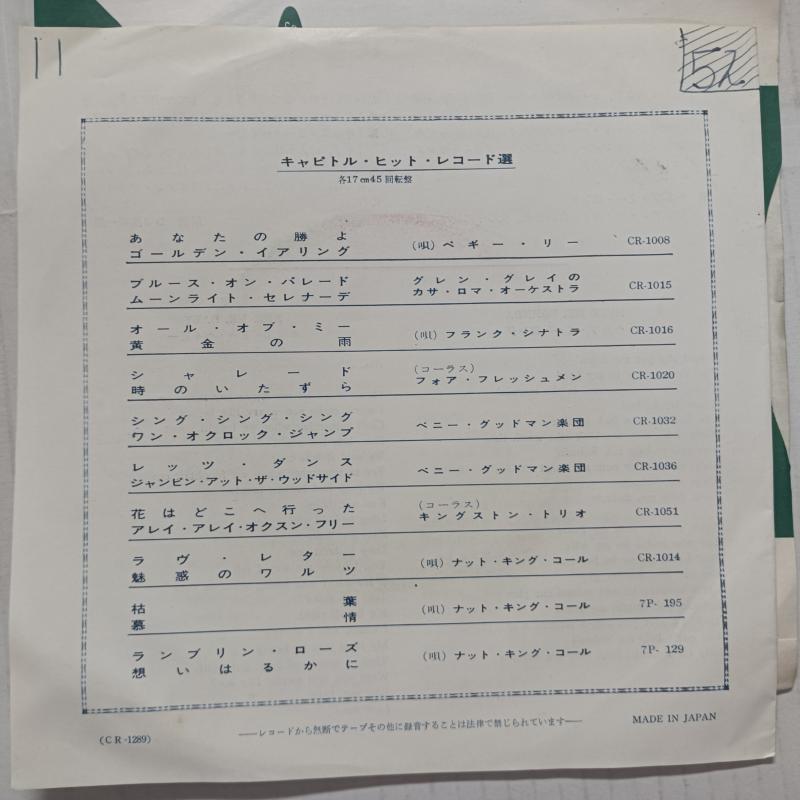 11
52
キャピトル・ヒット・レコード選
各17㎝45回転盤
あなたの勝よ
ゴールデン・イアリング
(唄) ペギー・リー
CR-1008
ブルース・オン・パレード
ムーンライト・セレナーデ
グレン・グレイの
カサ・ロマ・オーケストラ
CR-1015
オール・オブ・ミー
黄金の雨
(唄) フランク・シナトラ
CR-1016
シャレード
時のいたずら
(コーラス)
フォア・フレッシュメン
CR-1020
シング・シング・シング
ワン・オクロック・ジャンプ
ベニー・グッドマン楽団
CR-1032
レッツ・ダンス
ジャンピン・アット・ザ・ウッドサイド
ベニー・グッドマン楽団
CR-1036
花はどこへ行った
アレイ・アレイ・オクスン・フリー
(コーラス)
キングストン・トリオ
CR-1051
ラヴ・レター
魅惑のワルツ
(唄) ナット・キング・コール
CR-1014
枯葉
慕情
(唄) ナット・キング・コール
7P- 195
ランブリン・ローズ
想いはるかに
(唄) ナット・キング・コール
7P- 129
(CR-1289)
――レコードから無断でテープその他に録音することは法律で禁じられています――
MADE IN JAPAN